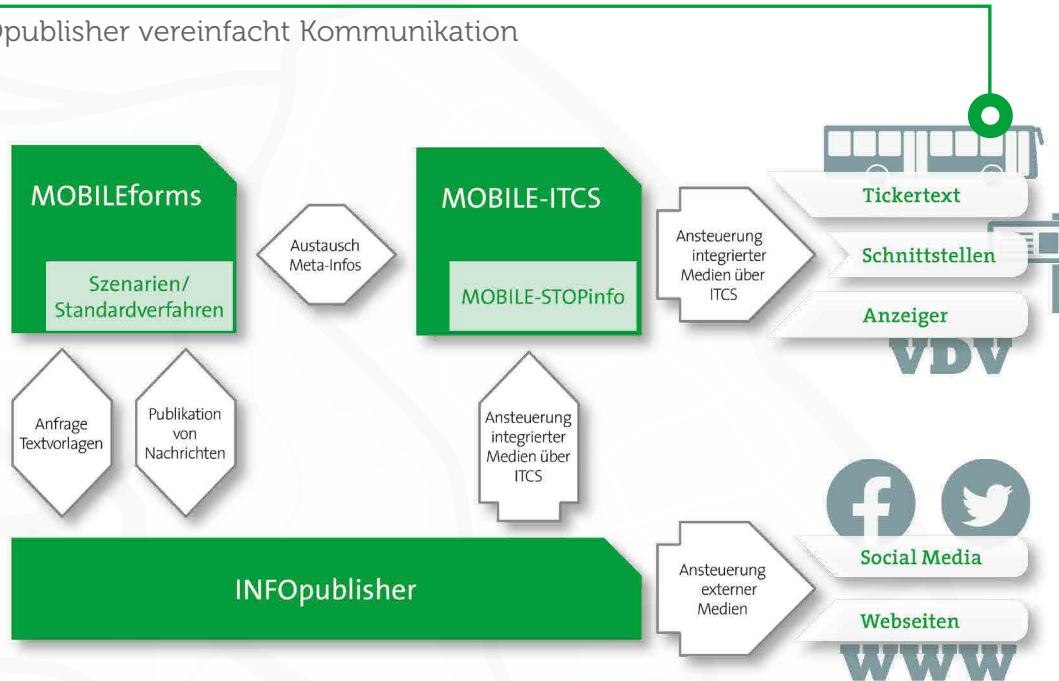 publisher vereinfacht Kommunikation
MOBILEforms
Szenarien/
Standardverfahren
Austausch
Meta-Infos
MOBILE-ITCS
MOBILE-STOPinfo
Ansteuerung
integrierter
Medien über
ITCS
Tickertext
Schnittstellen
Anzeiger
VDV
Anfrage
Textvorlagen
Publikation
von
Nachrichten
Ansteuerung
integrierter
Medien über
ITCS
INFOpublisher
Ansteuerung
externer
Medien
Social Media
Webseiten
WWW